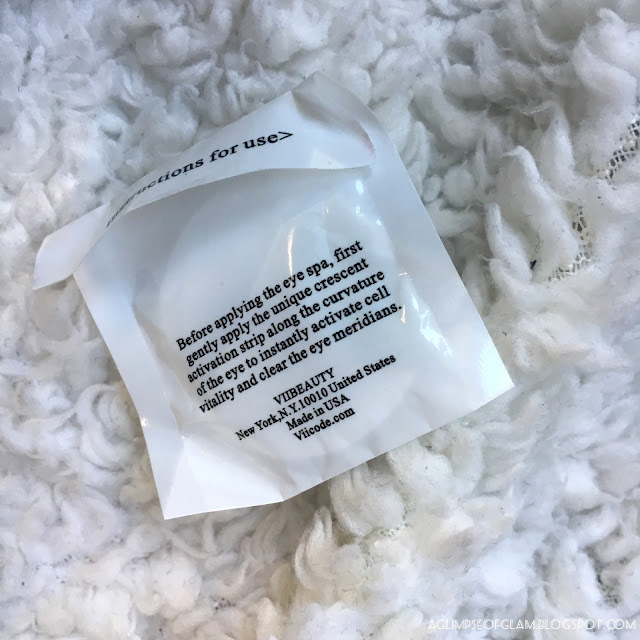 for use>
Before applying the eye spa, first
gently apply the unique crescent
activation strip along the curvature
of the eye to instantly activate cell
vitality and clear the eye meridians.
VIIBEAUTY
New York,N.Y.10010 United States
Made in USA
Viicode.com
AGLIMPSEOFGLAM.BLOGSPOT.COM